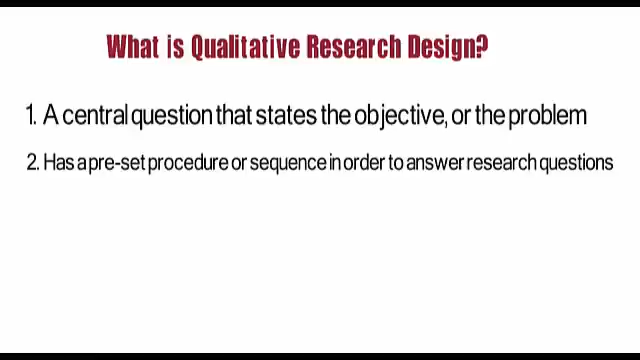 What is Qualitative Research Design?
1. A central question that states the objective, or the problem
2. Has a pre-set procedure or sequence in order to answer research questions